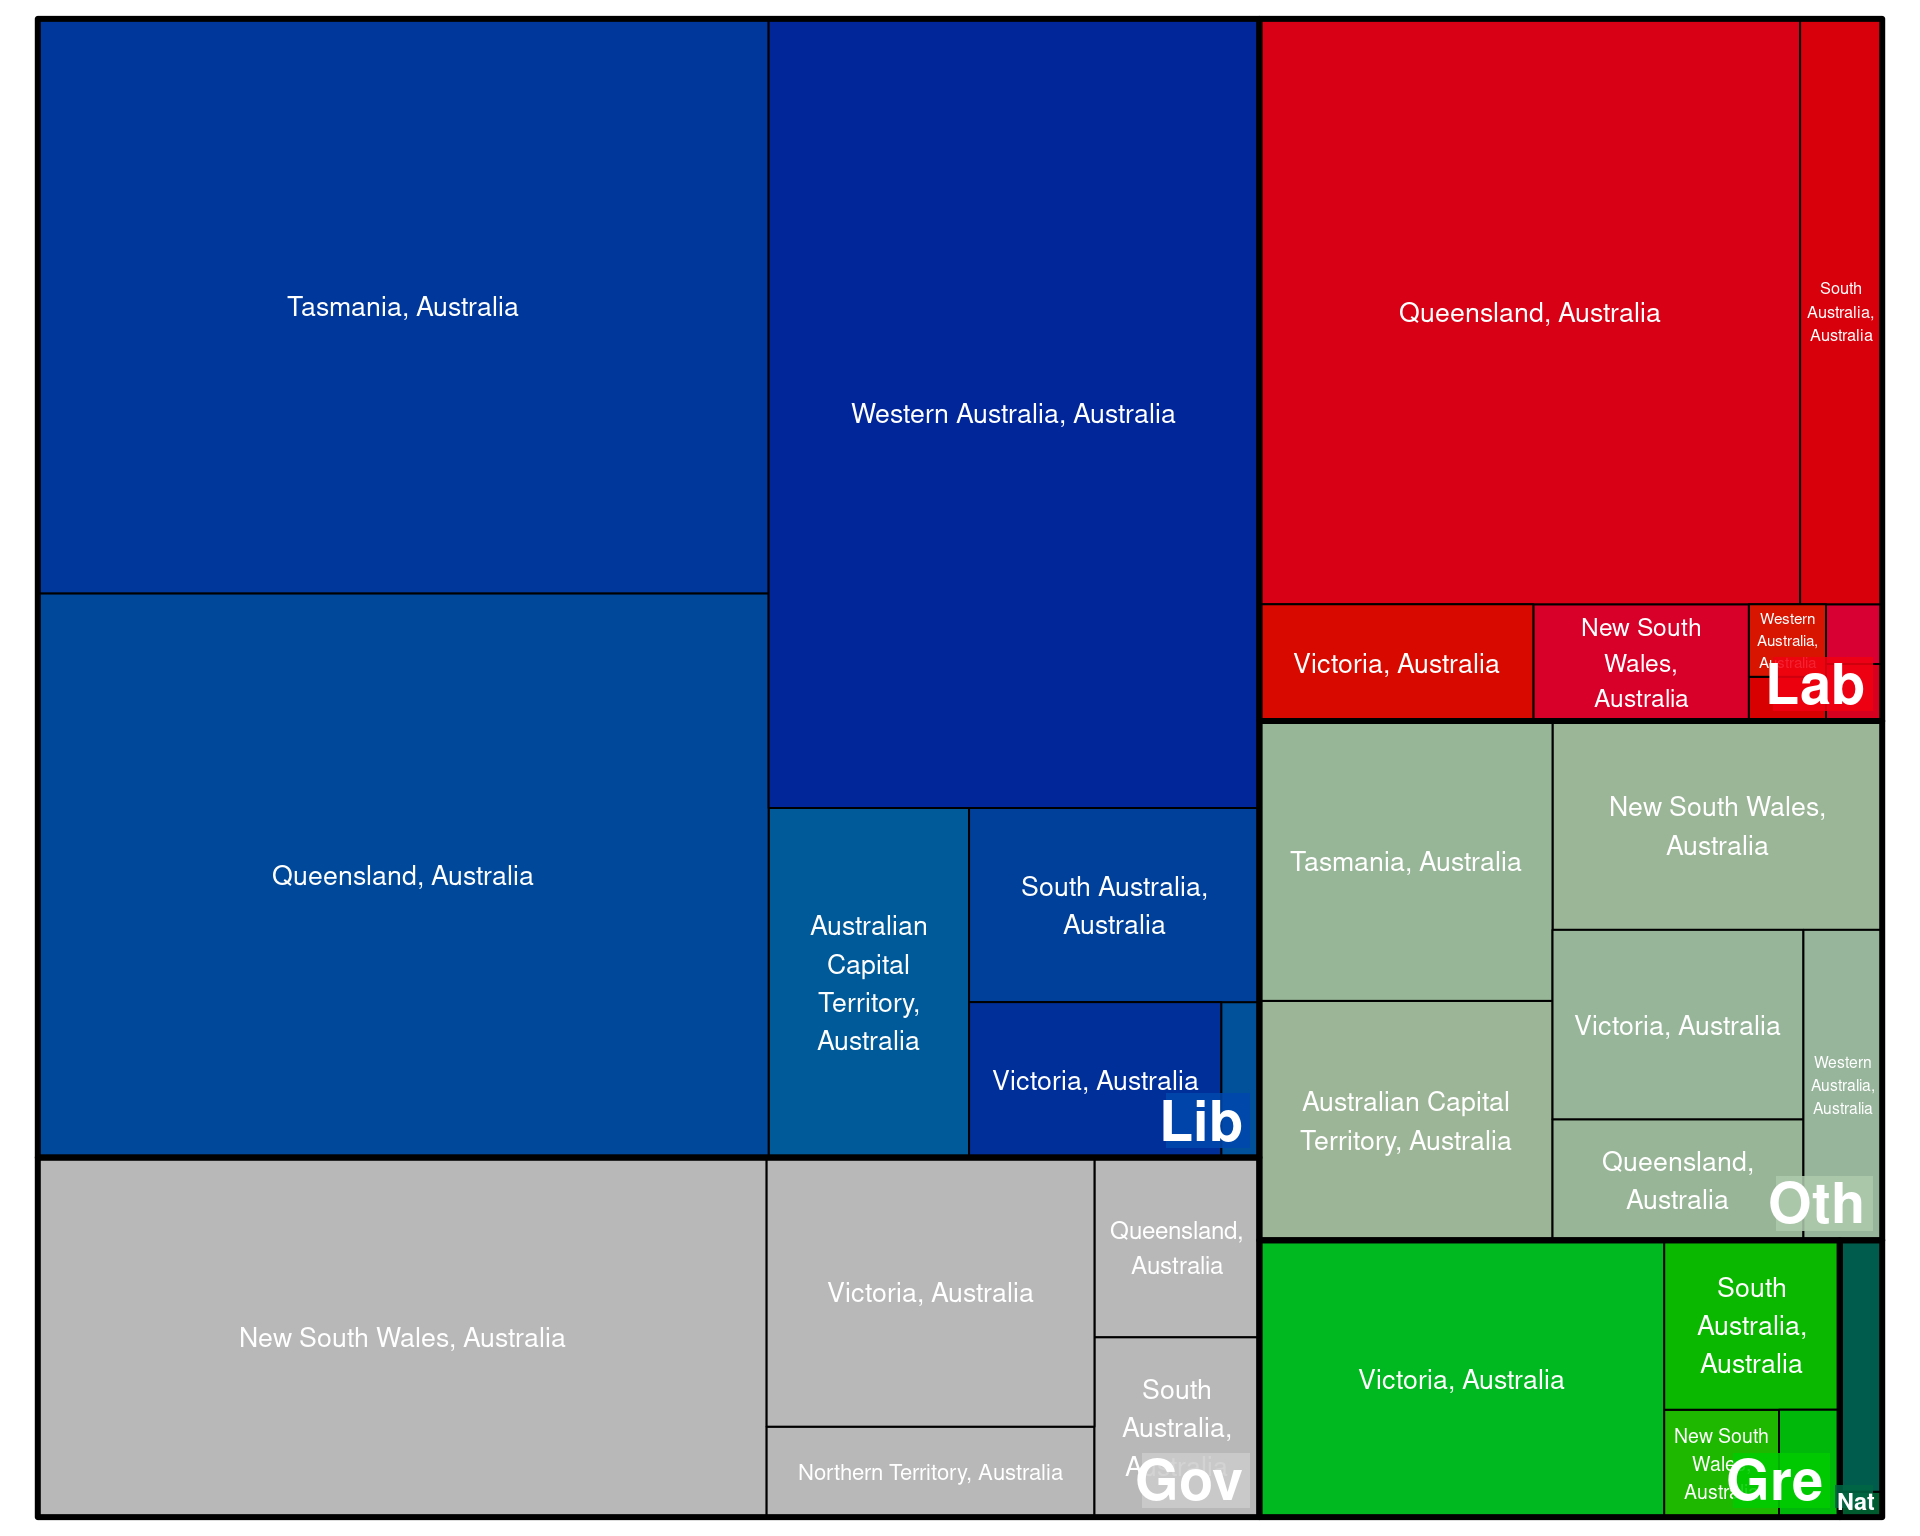 Tasmania, Australia
Queensland, Australia
Western Australia, Australia
Australian
Capital
Territory,
Australia
South Australia,
Australia
Victoria, Australia
Lib
New South Wales, Australia
Victoria, Australia
Northern Territory, Australia
Queensland,
Australia
South
Australia,
Australia
Gov
Queensland, Australia
South
Australia,
Australia
Victoria, Australia
New South
Wales,
Australia
Western
Australia,
Australia
Lab
Tasmania, Australia
Australian Capital
Territory, Australia
New South Wales,
Australia
Victoria, Australia
Queensland,
Australia
Western
Australia,
Australia
Oth
Victoria, Australia
South
Australia,
Australia
New South
Wale
Austra
Gre
Nat